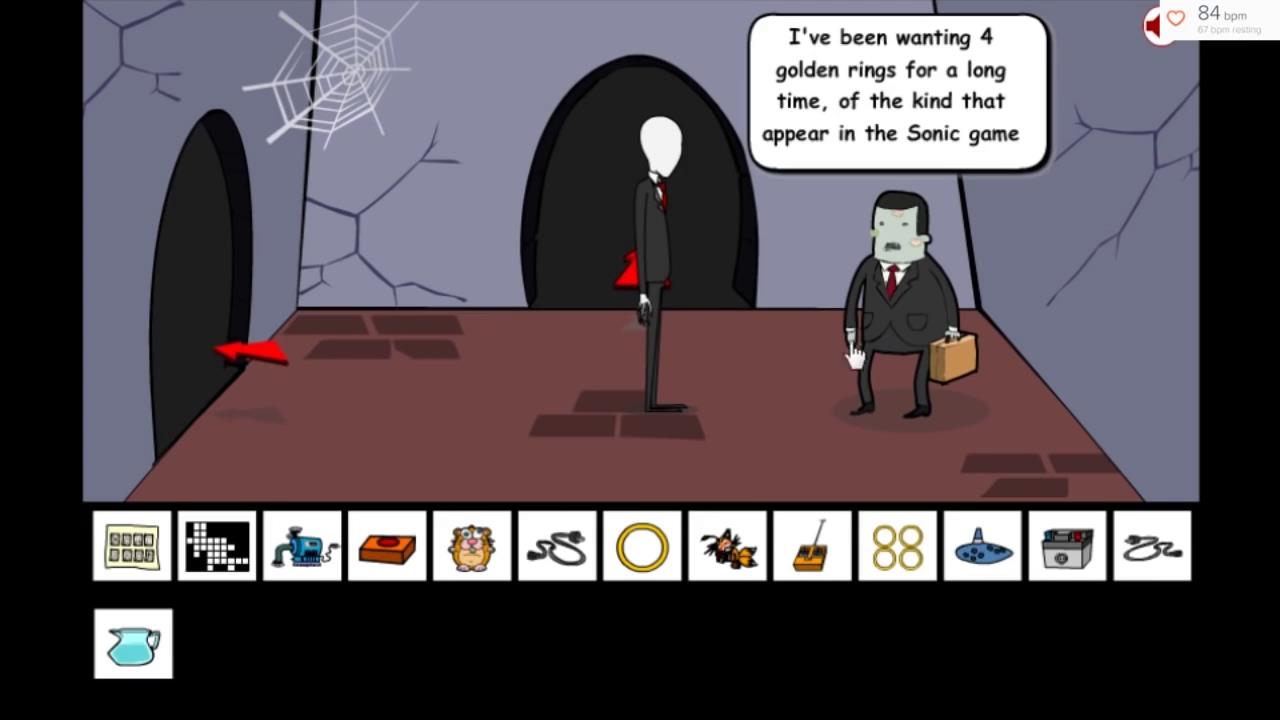 I've been wanting 4
golden rings for a long
time, of the kind that
appear in the Sonic game
84 bpm
67 bpm resting